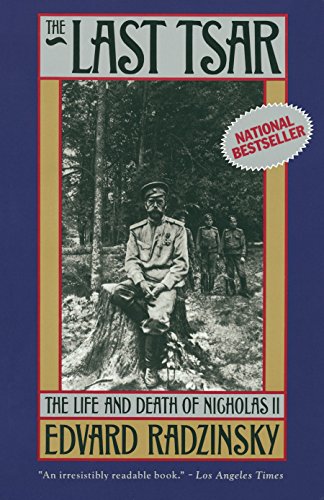 THE
LAST TSAR
NATIONAL
BESTSELLER
THE LIFE AND DEATH OF NICHOLAS II
EDVARD RADZINSKY
"An irresistibly readable book." – Los Angeles Times